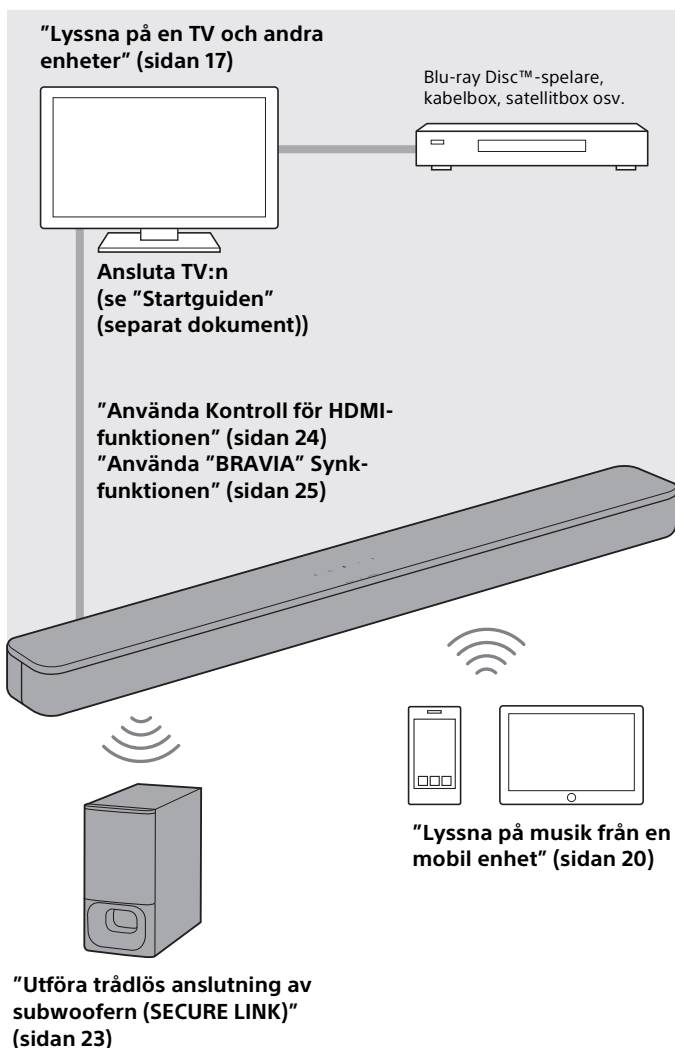 "Lyssna på en TV och andra
enheter" (sidan 17)
Blu-ray Disc™-spelare,
kabelbox, satellitbox osv.
Ansluta TV:n
(se "Startguiden"
(separat dokument))
"Använda Kontroll för HDMI-
funktionen" (sidan 24)
"Använda "BRAVIA" Synk-
funktionen" (sidan 25)
"Lyssna på musik från en
mobil enhet" (sidan 20)
"Utföra trådlös anslutning av
subwoofern (SECURE LINK)"
(sidan 23)